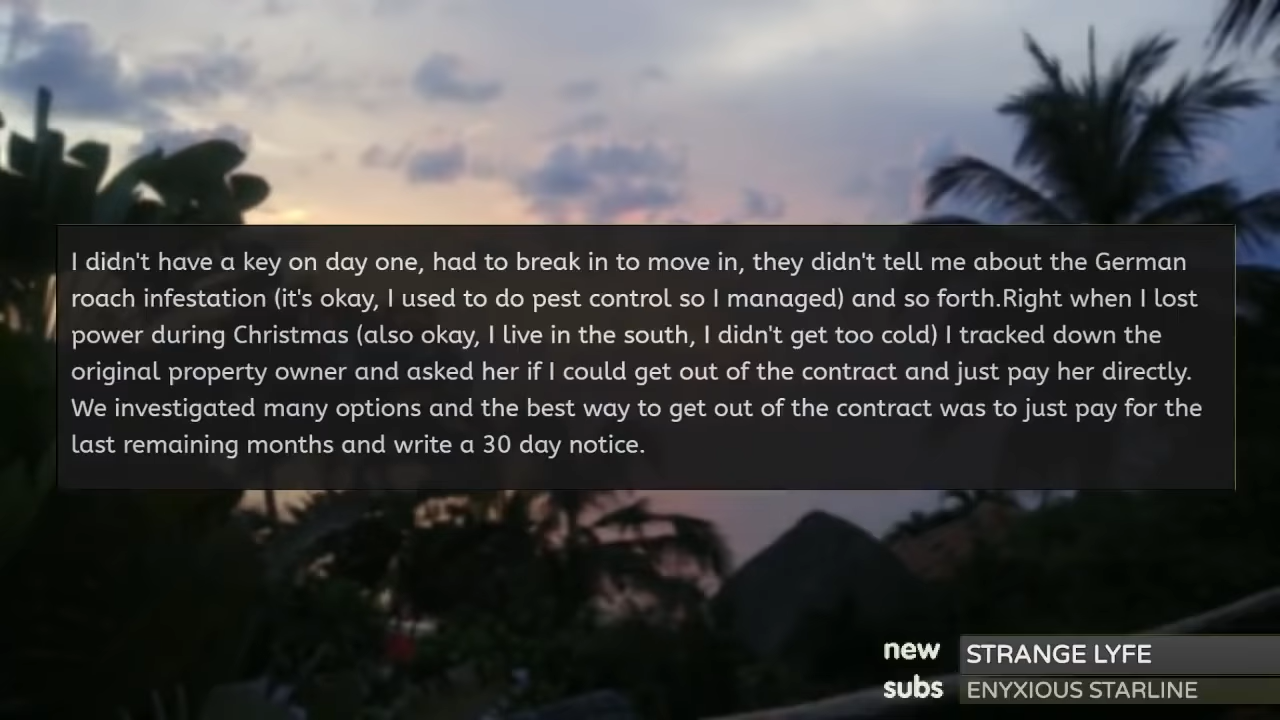 I didn't have a key on day one, had to break in to move in, they didn't tell me about the German
roach infestation (it's okay, I used to do pest control so I managed) and so forth.Right when I lost
power during Christmas (also okay, I live in the south, I didn't get too cold) I tracked down the
original property owner and asked her if I could get out of the contract and just pay her directly.
We investigated many options and the best way to get out of the contract was to just pay for the
last remaining months and write a 30 day notice.
new STRANGE LYFE
subs ENYXIOUS STARLINE